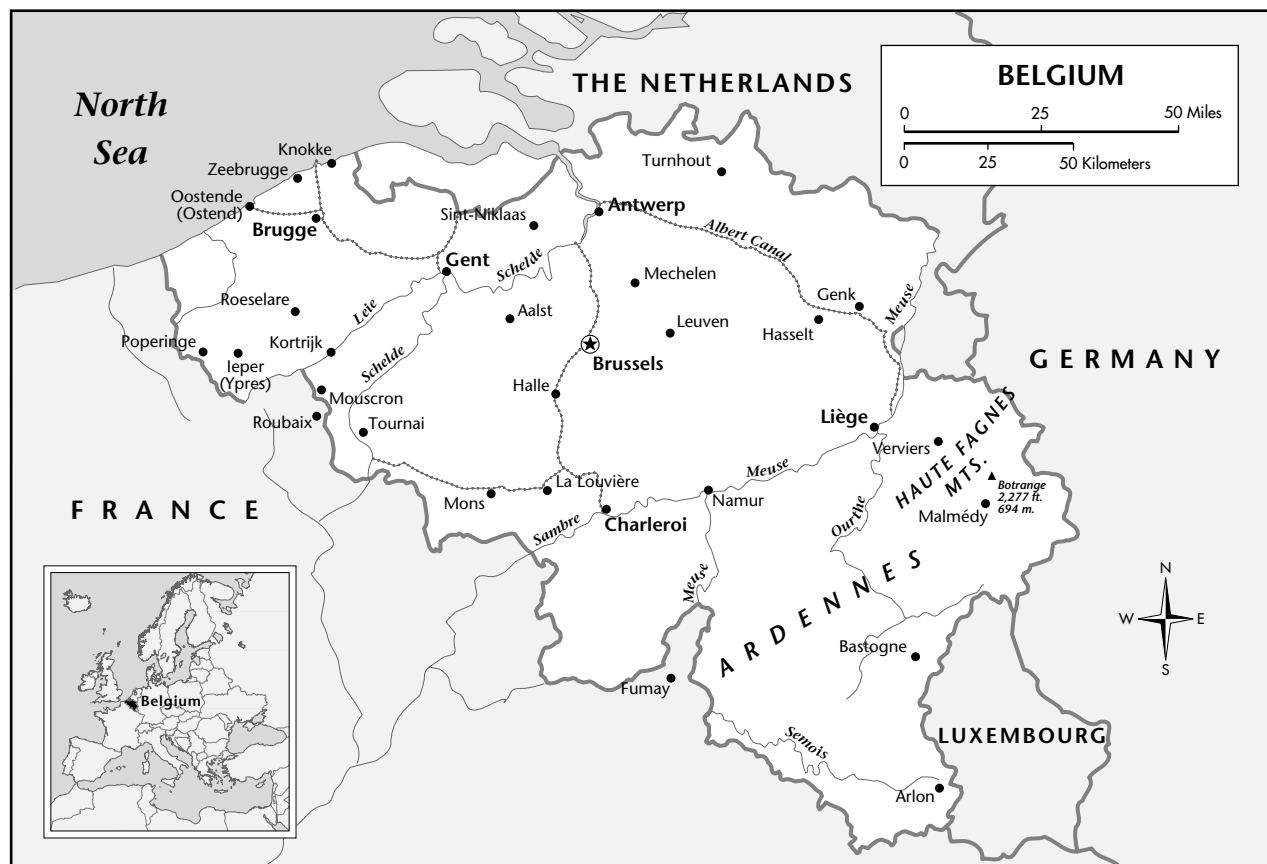 North
Sea
THE NETHERLANDS
BELGIUM
0 25 50 Miles
0 25 50 Kilometers
Knokke
Zeebrugge
Oostende
(Ostend)
Brugge
Turnhout
Sint-Niklaas
Antwerp
Albert Canal
Gent
Schelde
Mechelen
Roeselare
Leie
Aalst
Leuven
Genk
Hasselt
Meuse
Poperinge
Ieper
(Ypres)
Kortrijk
Schelde
Brussels
GERMANY
Mouscron
Halle
Roubaix
Tournai
Liège
Verviers
HAUTE FAGNES
MTS.
Botrange
2,277 ft.
694 m.
Malmédy
Meuse
La Louvière
Mons
Namur
Ourthe
FRANCE
Sambre
Charleroi
Meuse
ARDENNES
Bastogne
Fumay
N
W E
S
Belgium
LUXEMBOURG
Semois
Arlon